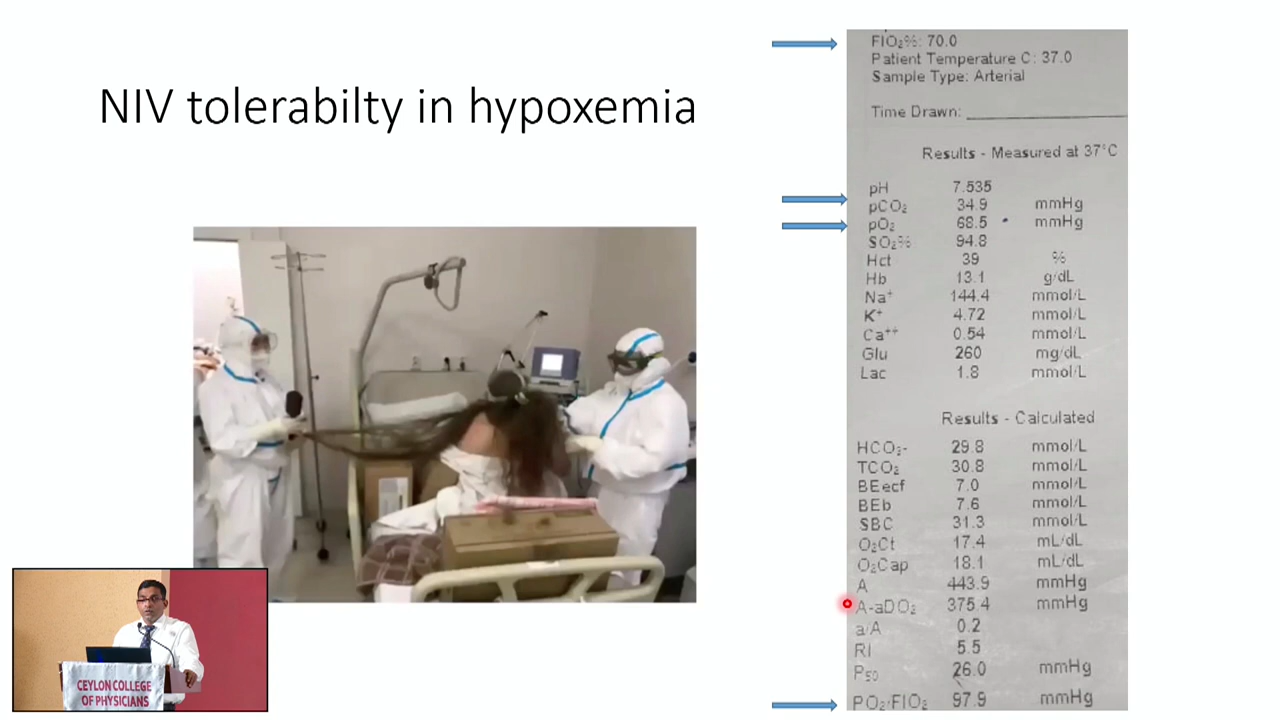 NIV tolerabilty in hypoxemia
FIO₂%: 70.0
Patient Temperature C: 37.0
Sample Type: Arterial
Time Drawn:
Results - Measured at 37°C
pH 7.535
pCO₂ 34.9 mmHg
pO₂ 68.5 mmHg
SO₂% 94.8
Hct 39 %
Hb 13.1 g/dL
Na⁺ 144.4 mmol/L
K⁺ 4.72 mmol/L
Ca⁺⁺ 0.54 mmol/L
Glu 260 mg/dL
Lac 1.8 mmol/L
Results - Calculated
HCO₃- 29.8 mmol/L
TCO₂ 30.8 mmol/L
BEecf 7.0 mmol/L
BEb 7.6 mmol/L
SBC 31.3 mmol/L
O₂Ct 17.4 mL/dL
O₂Cap 18.1 mL/dL
A 443.9 mmHg
A-aDO₂ 375.4 mmHg
a/A 0.2
RI 5.5
P₅₀ 26.0 mmHg
PO₂/FIO₂ 97.9 mmHg
CEYLON COLLEGE
OF PHYSICIANS